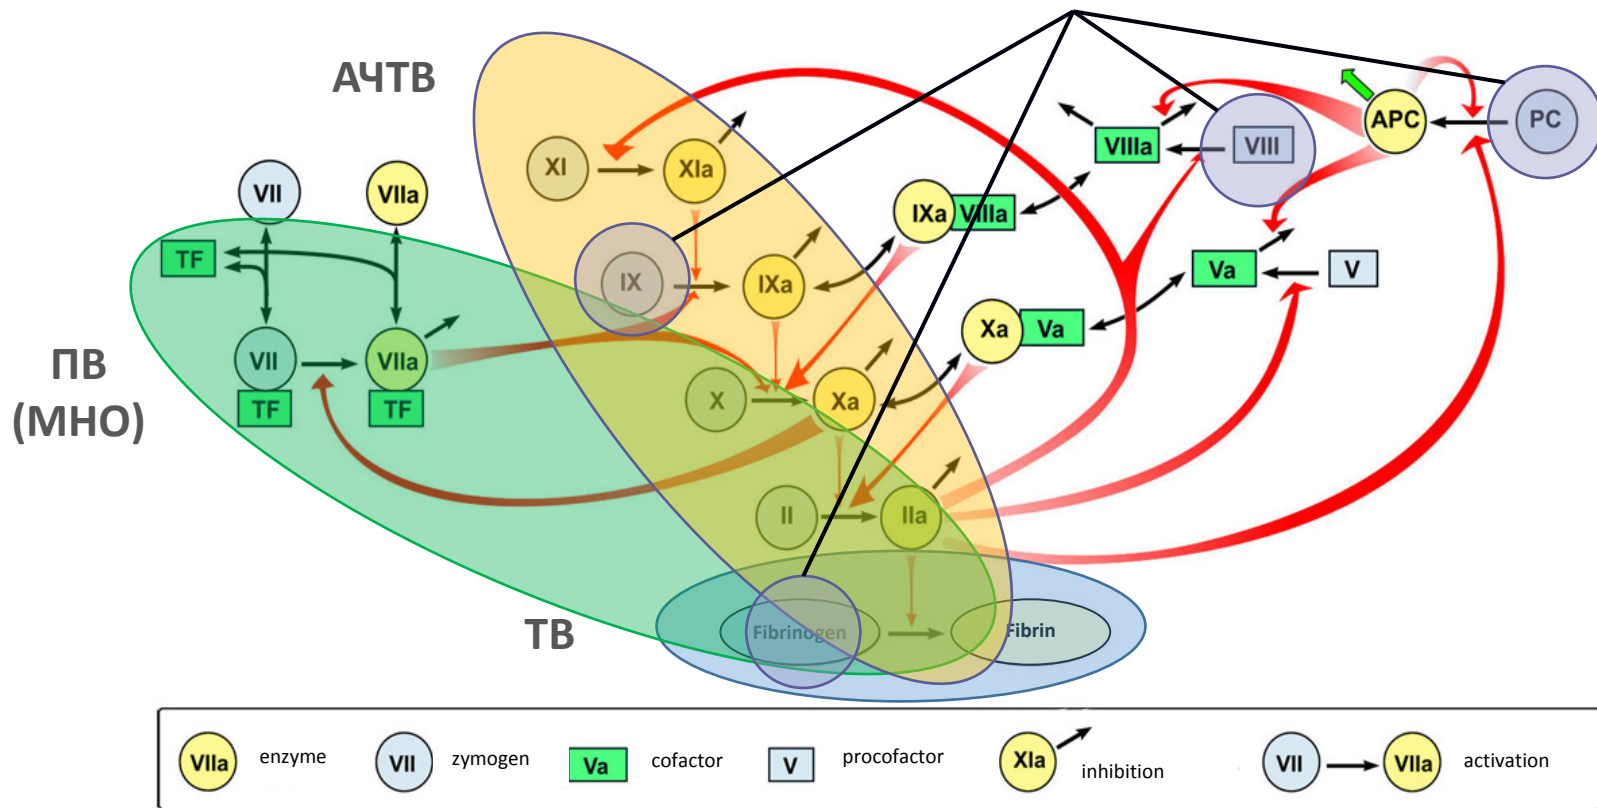 АЧТВ
VIIIa
VIII
APC
PC
XI
XIa
VII
VIIa
IXa
VIIIa
TF
IX
IXa
Va
V
Xa
Va
VII
VIIa
ПВ
(МНО)
TF
TF
X
Xa
II
IIa
ТВ
Fibrinogen
Fibrin
VIIa
enzyme
VII
zymogen
Va
cofactor
V
procofactor
XIa
inhibition
VII
VIIa
activation